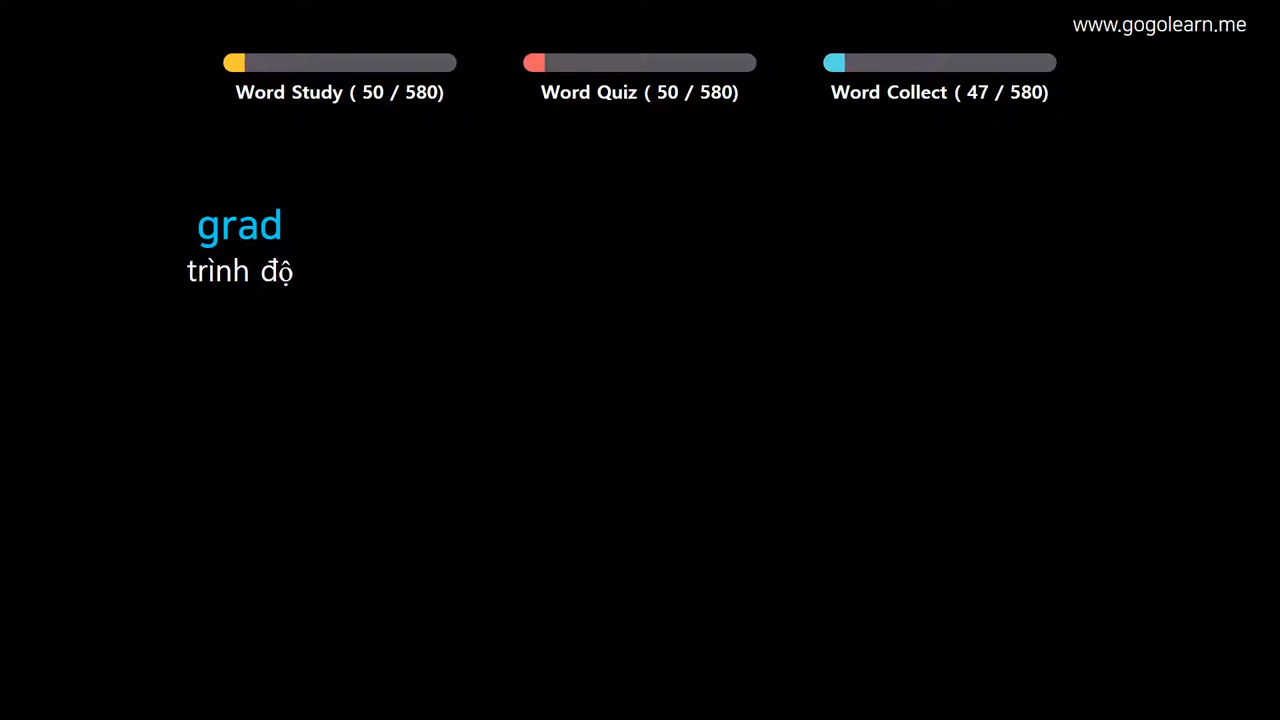 www.gogolearn.me
Word Study ( 50 / 580)
Word Quiz ( 50 / 580)
Word Collect ( 47 / 580)
grad
trình độ